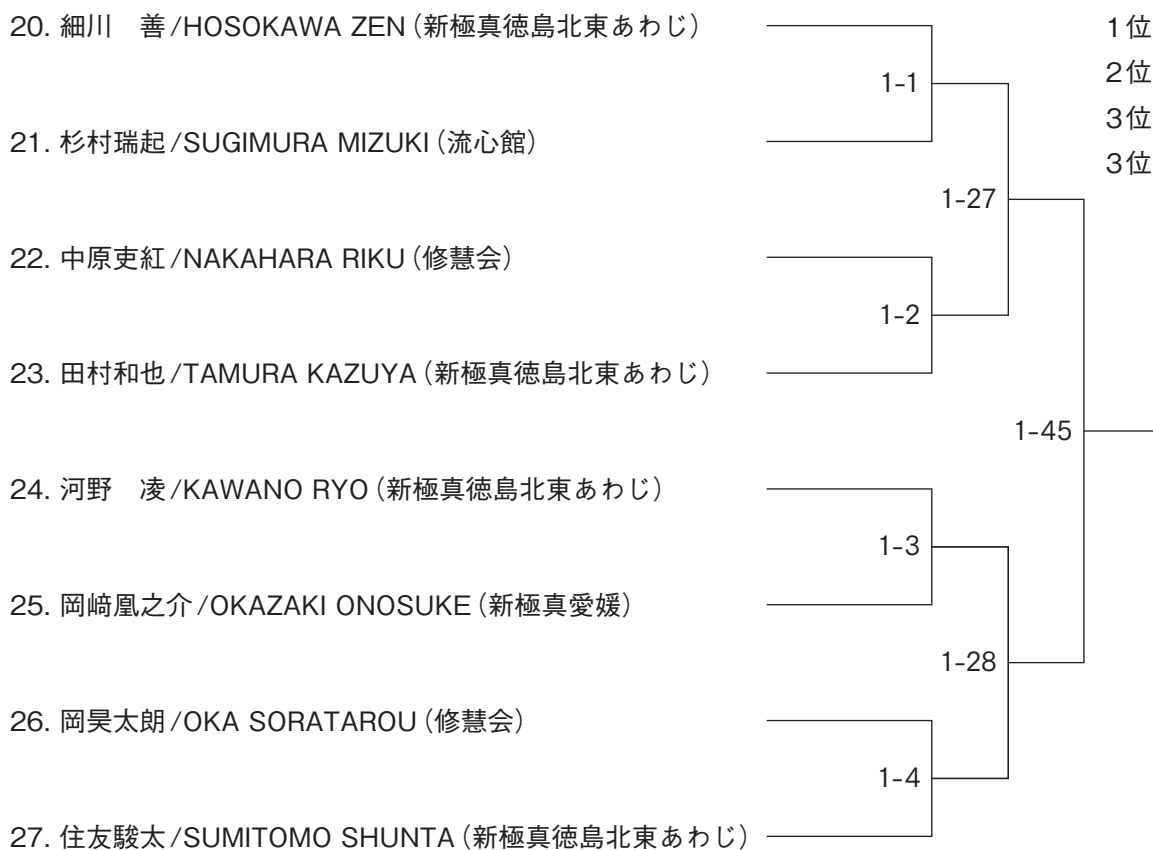 20. 細川　善/HOSOKAWA ZEN（新極真徳島北東あわじ）
1-1
21. 杉村瑞起/SUGIMURA MIZUKI（流心館）
1-27
22. 中原吏紅/NAKAHARA RIKU（修慧会）
1-2
23. 田村和也/TAMURA KAZUYA（新極真徳島北東あわじ）
1-45
24. 河野　凌/KAWANO RYO（新極真徳島北東あわじ）
1-3
25. 岡﨑凰之介/OKAZAKI ONOSUKE（新極真愛媛）
1-28
26. 岡昊太朗/OKA SORATAROU（修慧会）
1-4
27. 住友駿太/SUMITOMO SHUNTA（新極真徳島北東あわじ）
1位
2位
3位
3位